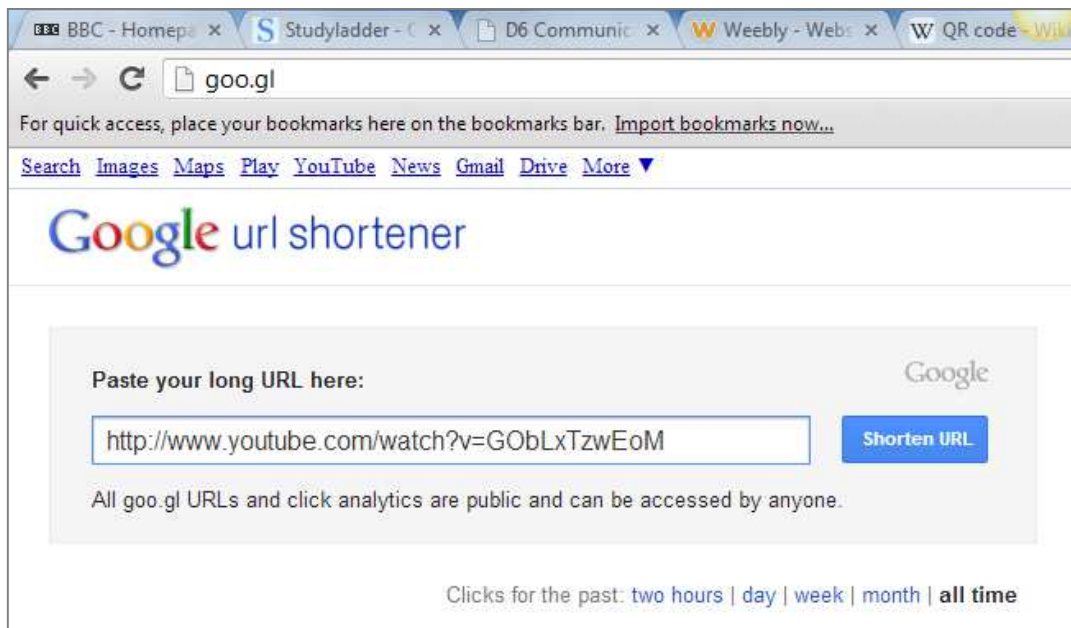 BBC BBC - Homepa × S Studyladder - ( × D6 Communic × W Weebly - Webs × W QR code - Wiki
goo.gl
For quick access, place your bookmarks here on the bookmarks bar. Import bookmarks now...
Search Images Maps Play YouTube News Gmail Drive More ▼
Google url shortener
Google
Paste your long URL here:
http://www.youtube.com/watch?v=GObLxTzwEoM
Shorten URL
All goo.gl URLs and click analytics are public and can be accessed by anyone.
Clicks for the past: two hours | day | week | month | all time